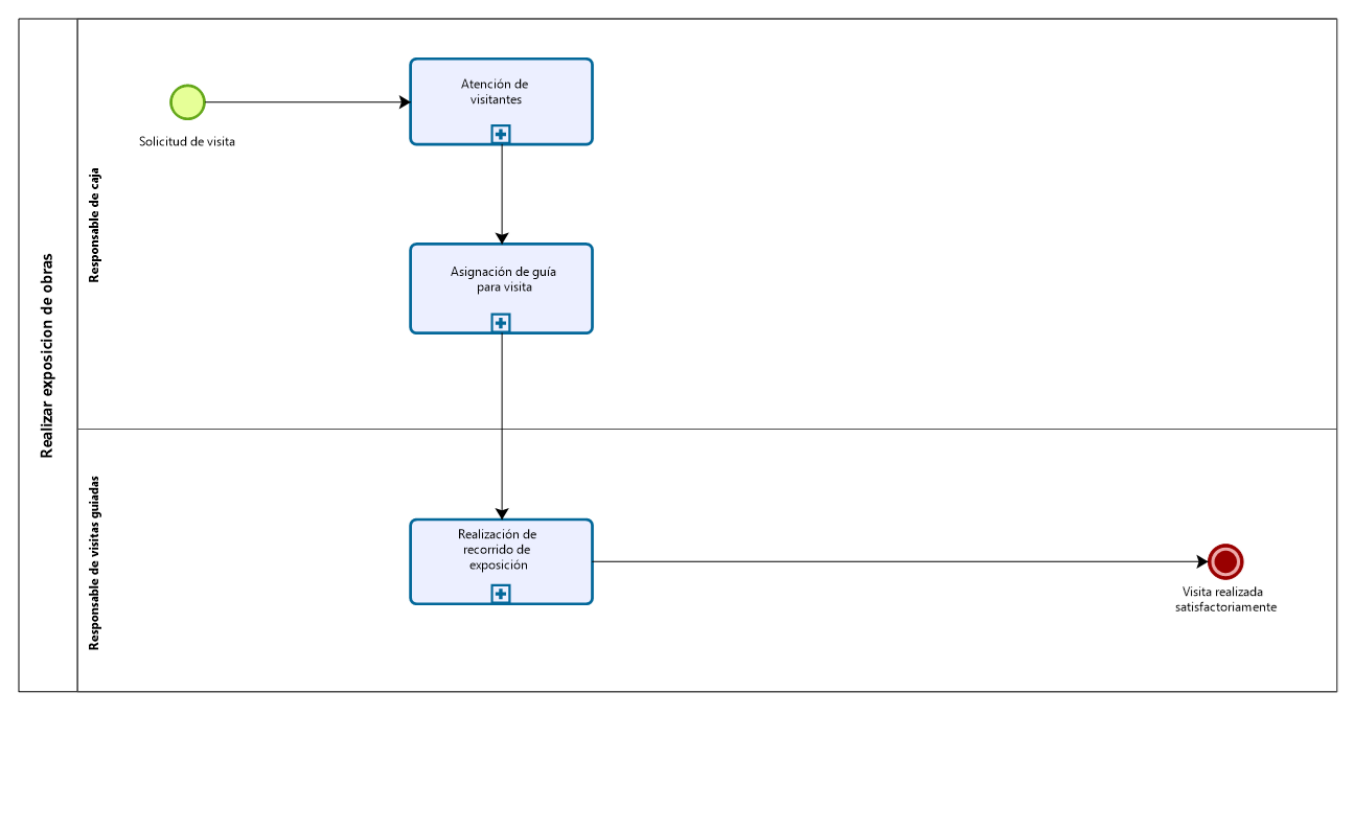 Realizar exposicion de obras
Responsable de caja
Solicitud de visita
Atención de
visitantes
Asignación de guía
para visita
Responsable de visitas guiadas
Realización de
recorrido de
exposición
Visita realizada
satisfactoriamente